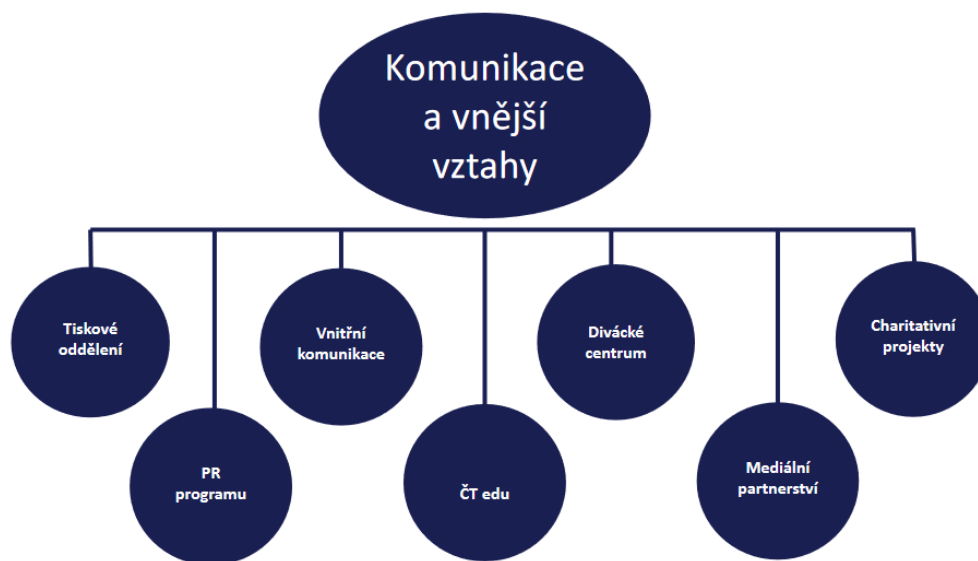 Komunikace
a vnější
vztahy
Tiskové
oddělení
PR
programu
Vnitřní
komunikace
ČT edu
Divácké
centrum
Mediální
partnerství
Charitativní
projekty